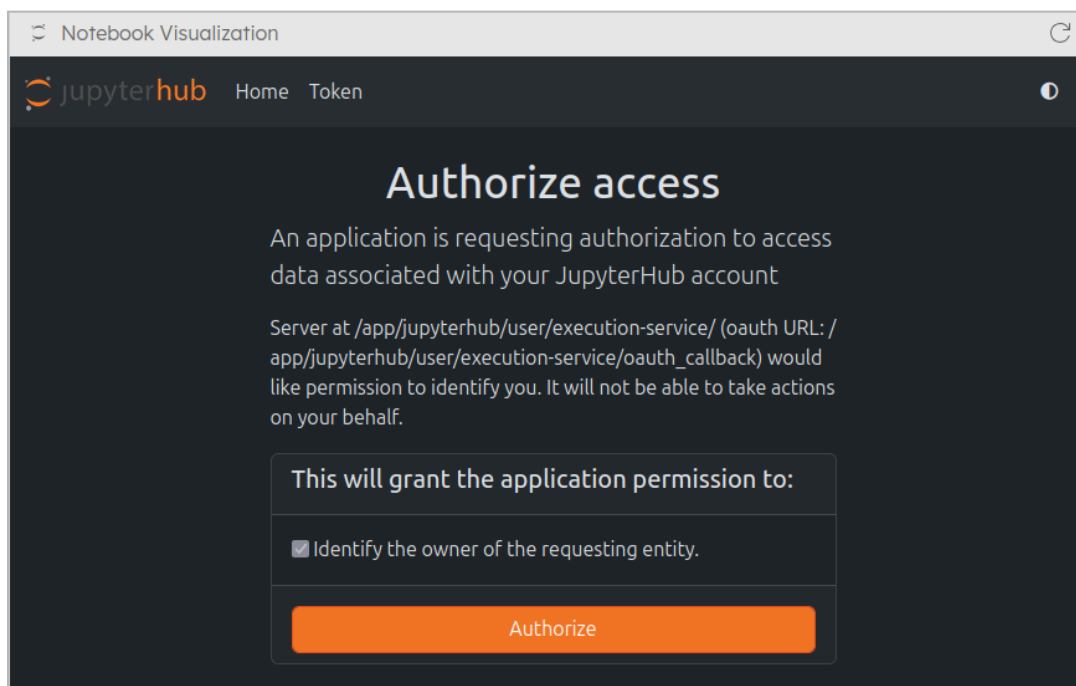 Notebook Visualization
jupyterhub Home Token
Authorize access
An application is requesting authorization to access
data associated with your JupyterHub account
Server at /app/jupyterhub/user/execution-service/ (oauth URL: /
app/jupyterhub/user/execution-service/oauth_callback) would
like permission to identify you. It will not be able to take actions
on your behalf.
This will grant the application permission to:
Identify the owner of the requesting entity.
Authorize